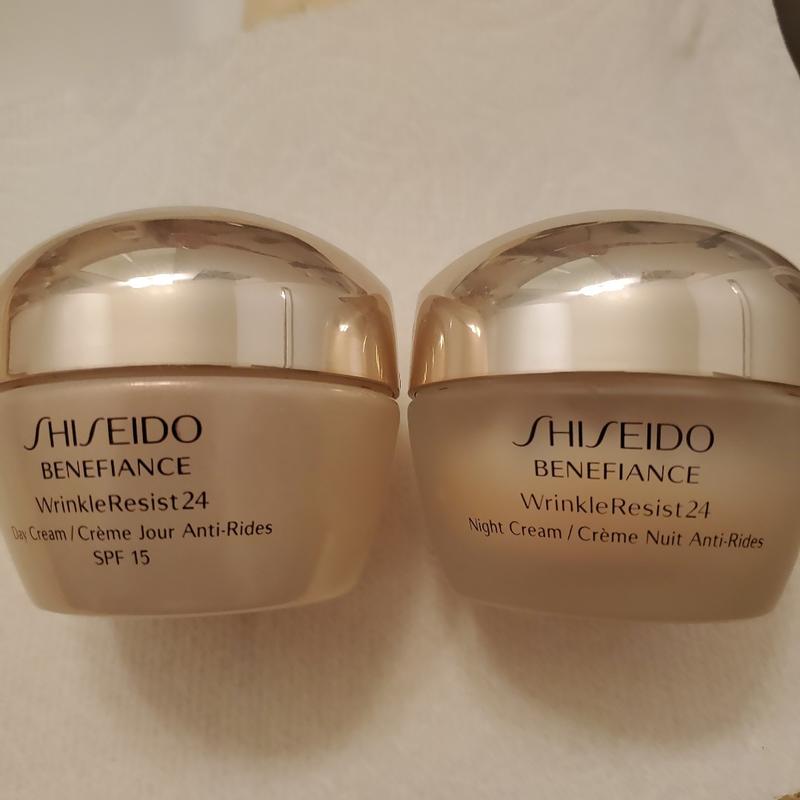 SHISEIDO
BENEFIANCE
WrinkleResist24
Day Cream / Crème Jour Anti-Rides
SPF 15
SHISEIDO
BENEFIANCE
WrinkleResist24
Night Cream / Crème Nuit Anti-Rides